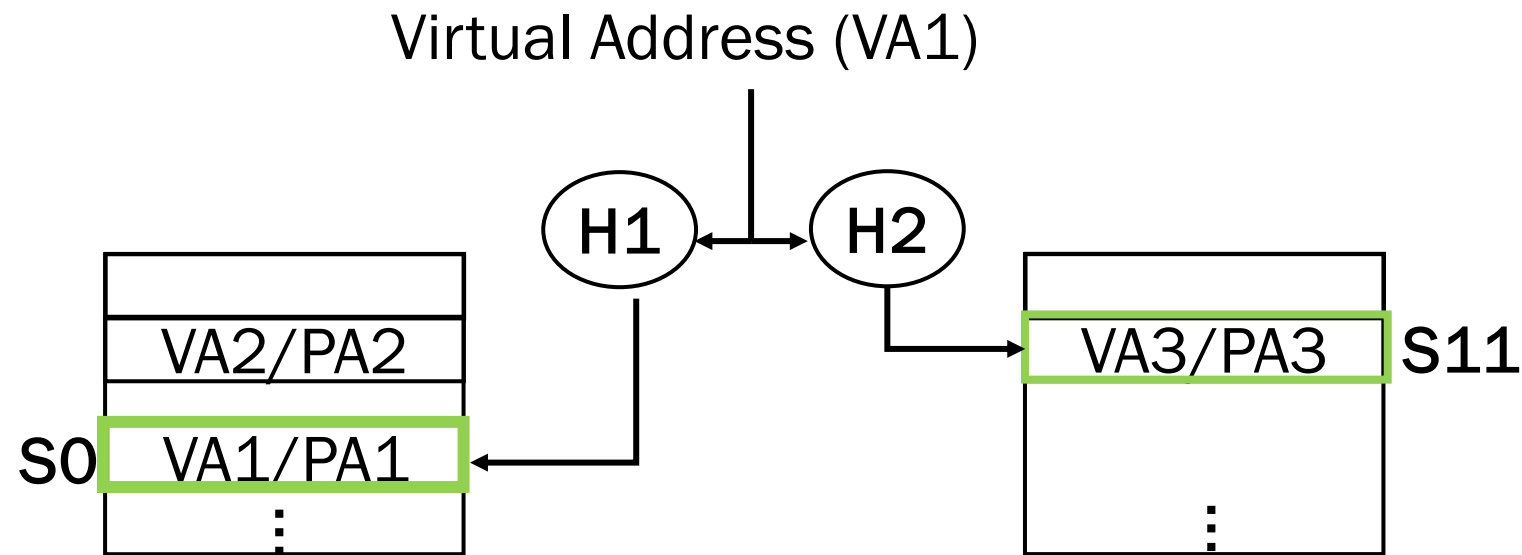 Virtual Address (VA1)
H1
H2
VA2/PA2
VA3/PA3
S11
S0
VA1/PA1